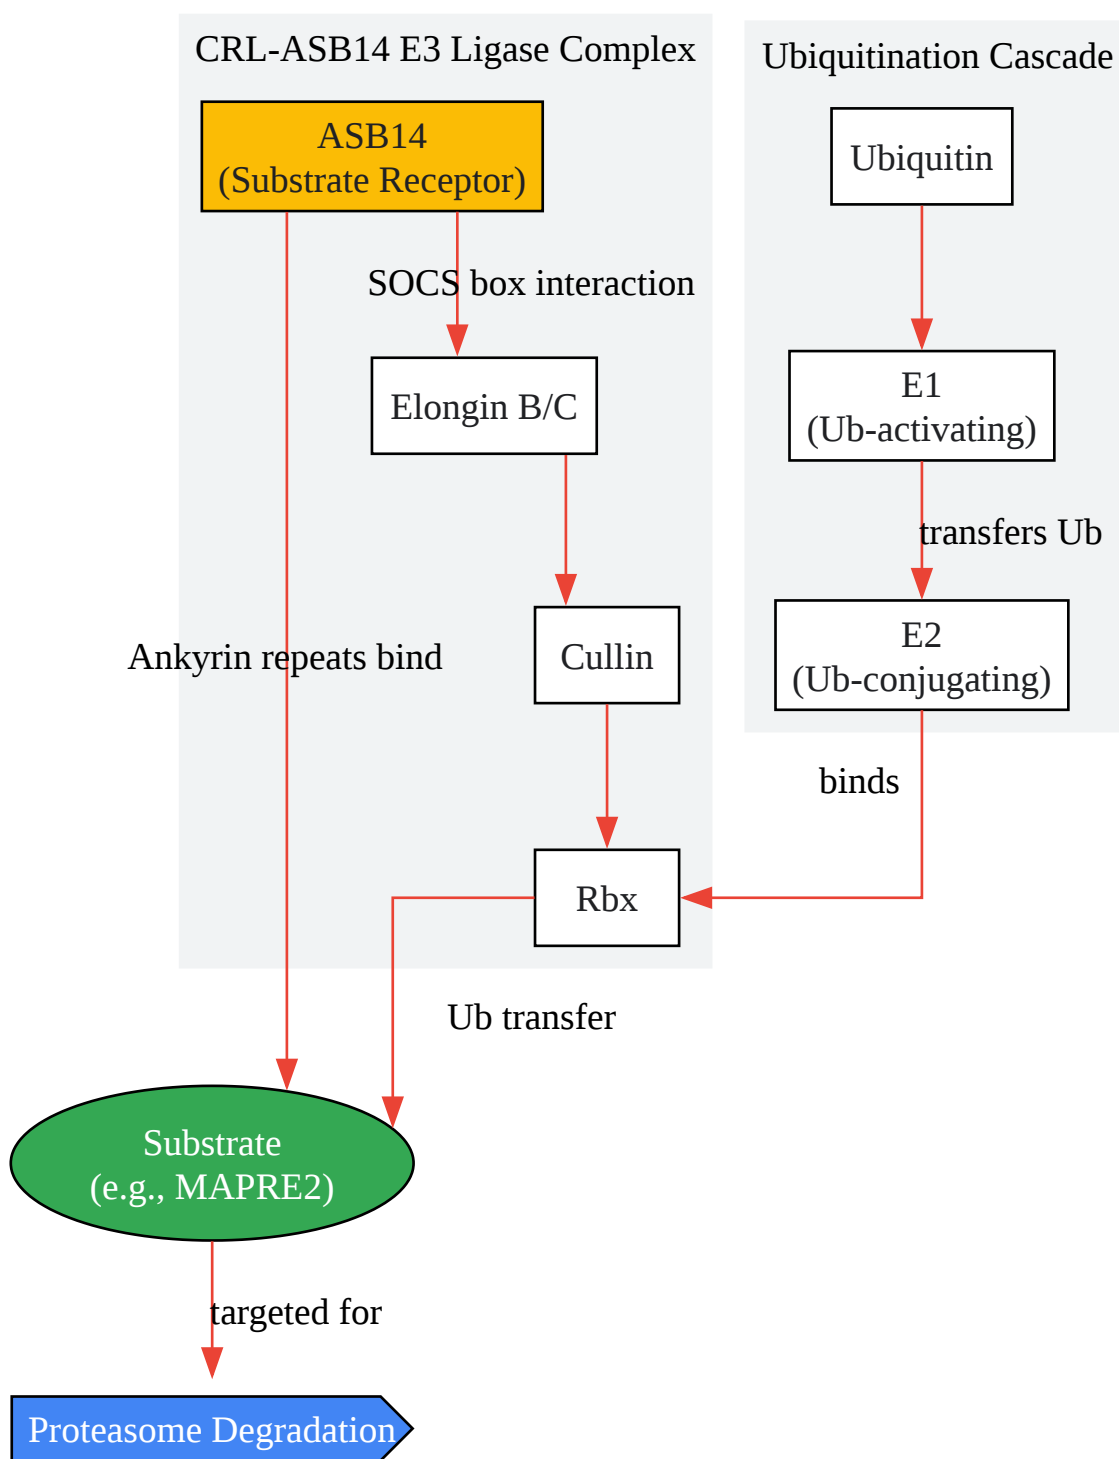 CRL-ASB14 E3 Ligase Complex
ASB14
(Substrate Receptor)
SOCS box interaction
Elongin B/C
Ankyrin repeats bind
Cullin
Rbx
Ubiquitination Cascade
Ubiquitin
E1
(Ub-activating)
transfers Ub
E2
(Ub-conjugating)
binds
Ub transfer
Substrate
(e.g., MAPRE2)
targeted for
Proteasome Degradation